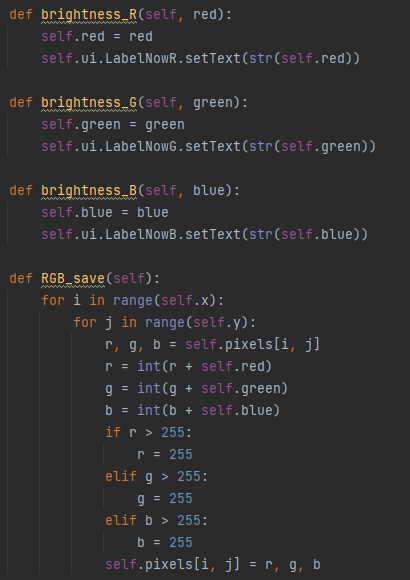 def brightness_R(self, red):
    self.red = red
    self.ui.LabelNowR.setText(str(self.red))
def brightness_G(self, green):
    self.green = green
    self.ui.LabelNowG.setText(str(self.green))
def brightness_B(self, blue):
    self.blue = blue
    self.ui.LabelNowB.setText(str(self.blue))
def RGB_save(self):
    for i in range(self.x):
        for j in range(self.y):
            r, g, b = self.pixels[i, j]
            r = int(r + self.red)
            g = int(g + self.green)
            b = int(b + self.blue)
            if r > 255:
                r = 255
            elif g > 255:
                g = 255
            elif b > 255:
                b = 255
            self.pixels[i, j] = r, g, b